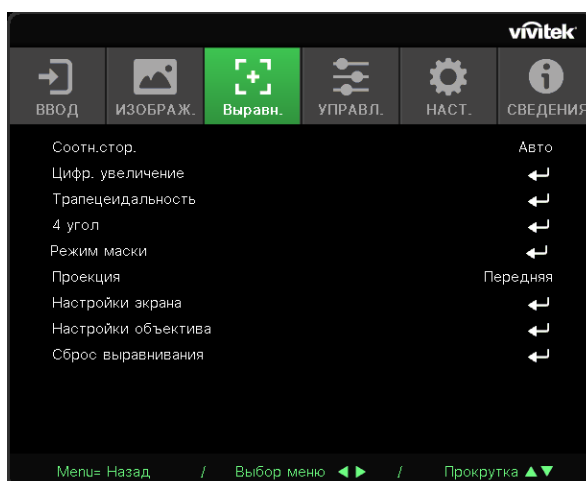 vivitek
ВВОД ИЗОБРАЖ. Выравн. УПРАВЛ. НАСТ. СВЕДЕНИЯ
Соотн.стор. Авто
Цифр. увеличение
Трапецеидальность
4 угол
Режим маски
Проекция Передняя
Настройки экрана
Настройки объектива
Сброс выравнивания
Menu= Назад / Выбор меню ◄► / Прокрутка ▲▼